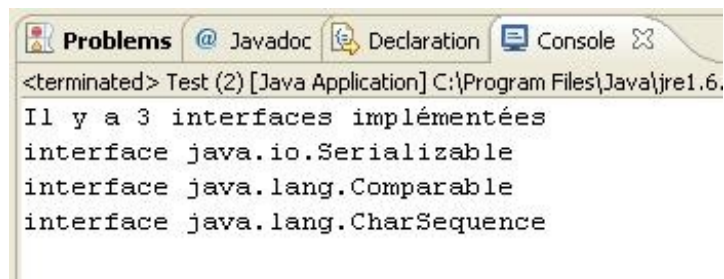 Problems @ Javadoc Declaration Console
<terminated> Test (2) [Java Application] C:\Program Files\Java\jre1.6.
Il y a 3 interfaces implémentées
interface java.io.Serializable
interface java.lang.Comparable
interface java.lang.CharSequence